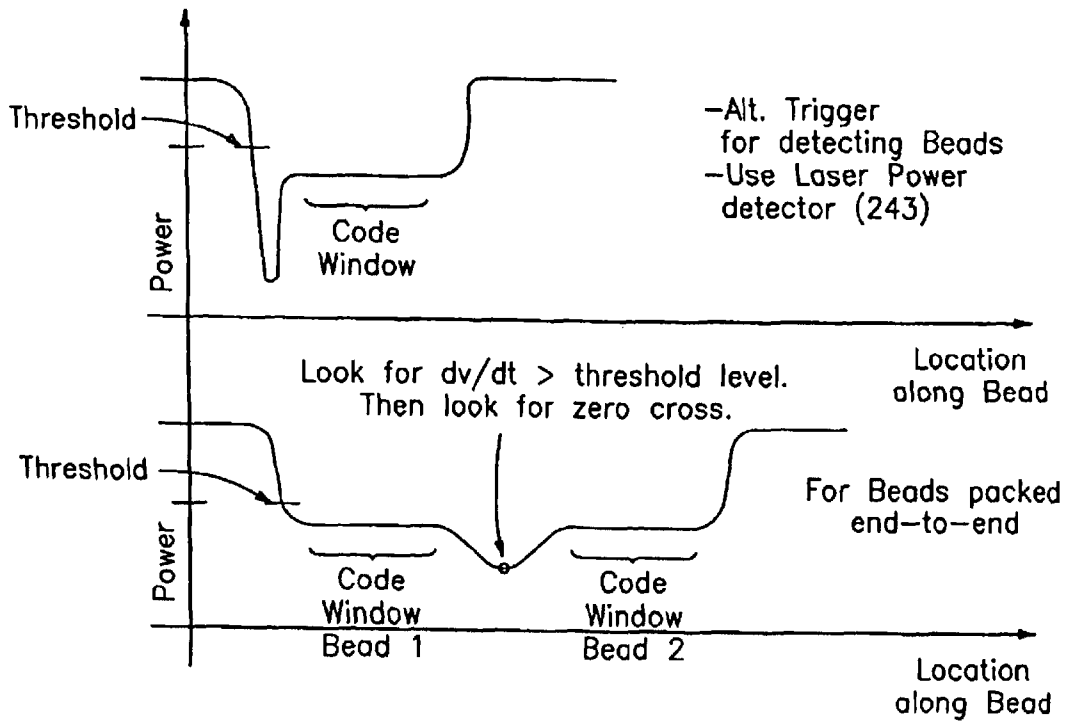 Threshold
Power
Code
Window
–Alt. Trigger
for detecting Beads
–Use Laser Power
detector (243)
Location
along Bead
Look for dv/dt > threshold level.
Then look for zero cross.
Threshold
Power
Code
Window
Bead 1
Code
Window
Bead 2
For Beads packed
end–to–end
Location
along Bead